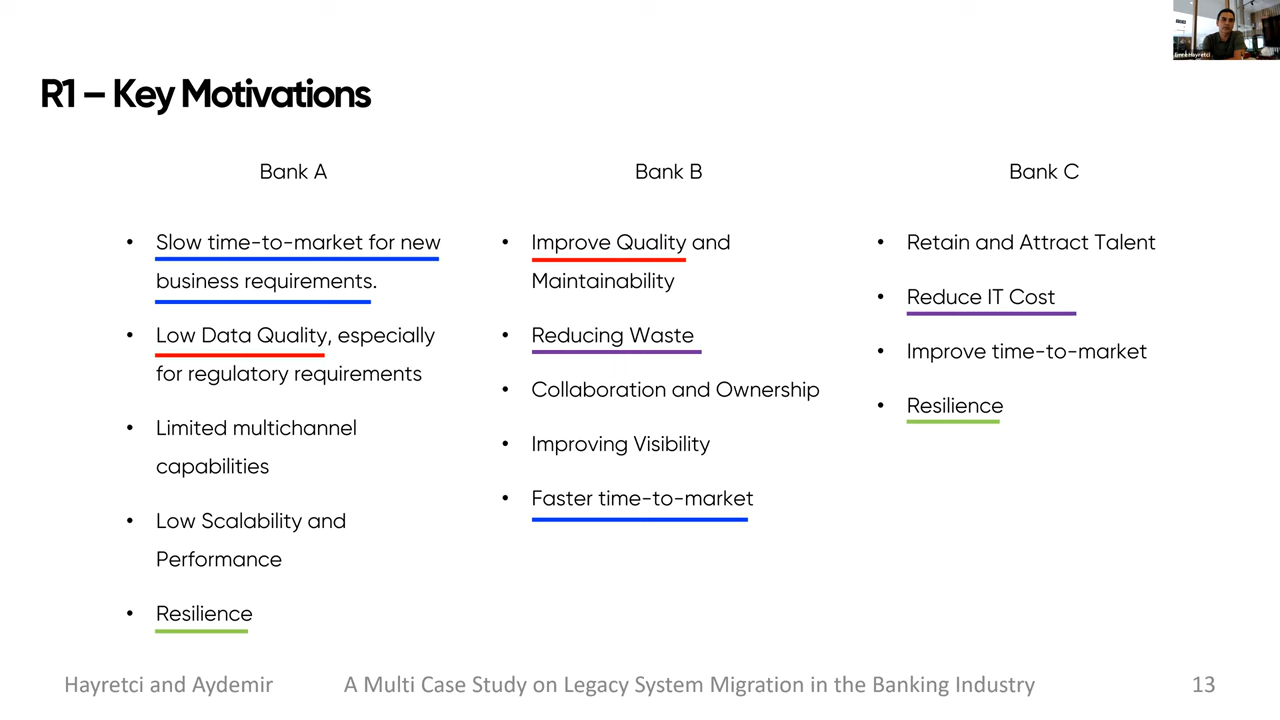 Emre Hayretci
R1 – Key Motivations
Bank A
• Slow time-to-market for new
business requirements.
• Low Data Quality, especially
for regulatory requirements
• Limited multichannel
capabilities
• Low Scalability and
Performance
• Resilience
Bank B
• Improve Quality and
Maintainability
• Reducing Waste
• Collaboration and Ownership
• Improving Visibility
• Faster time-to-market
Bank C
• Retain and Attract Talent
• Reduce IT Cost
• Improve time-to-market
• Resilience
Hayretci and Aydemir
A Multi Case Study on Legacy System Migration in the Banking Industry
13